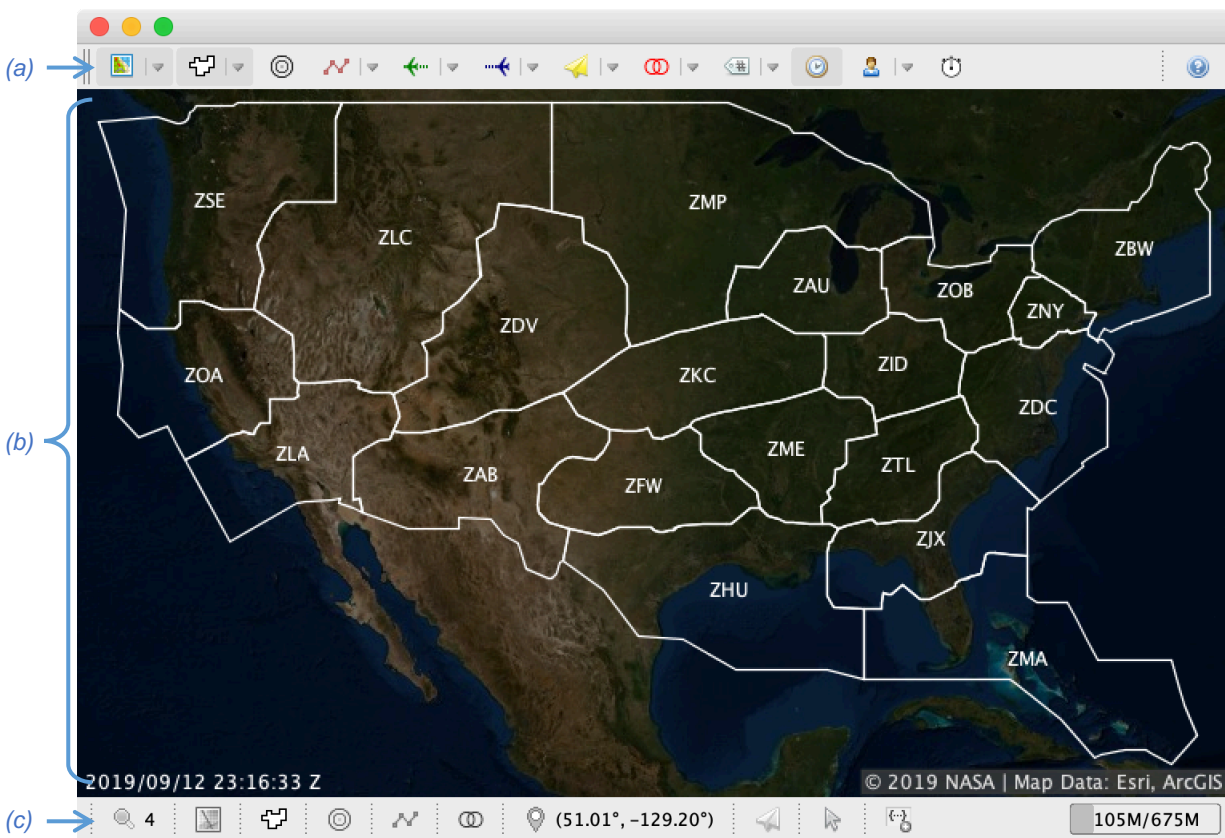 (a)
(b)
ZSE
ZMP
ZLC
ZBW
ZAU
ZOB
ZNY
ZDV
ZID
ZOA
ZKC
ZDC
ZLA
ZME
ZTL
ZAB
ZFW
ZJX
ZHU
ZMA
2019/09/12 23:16:33 Z
© 2019 NASA | Map Data: Esri, ArcGIS
(c)
4
(51.01°, -129.20°)
105M/675M